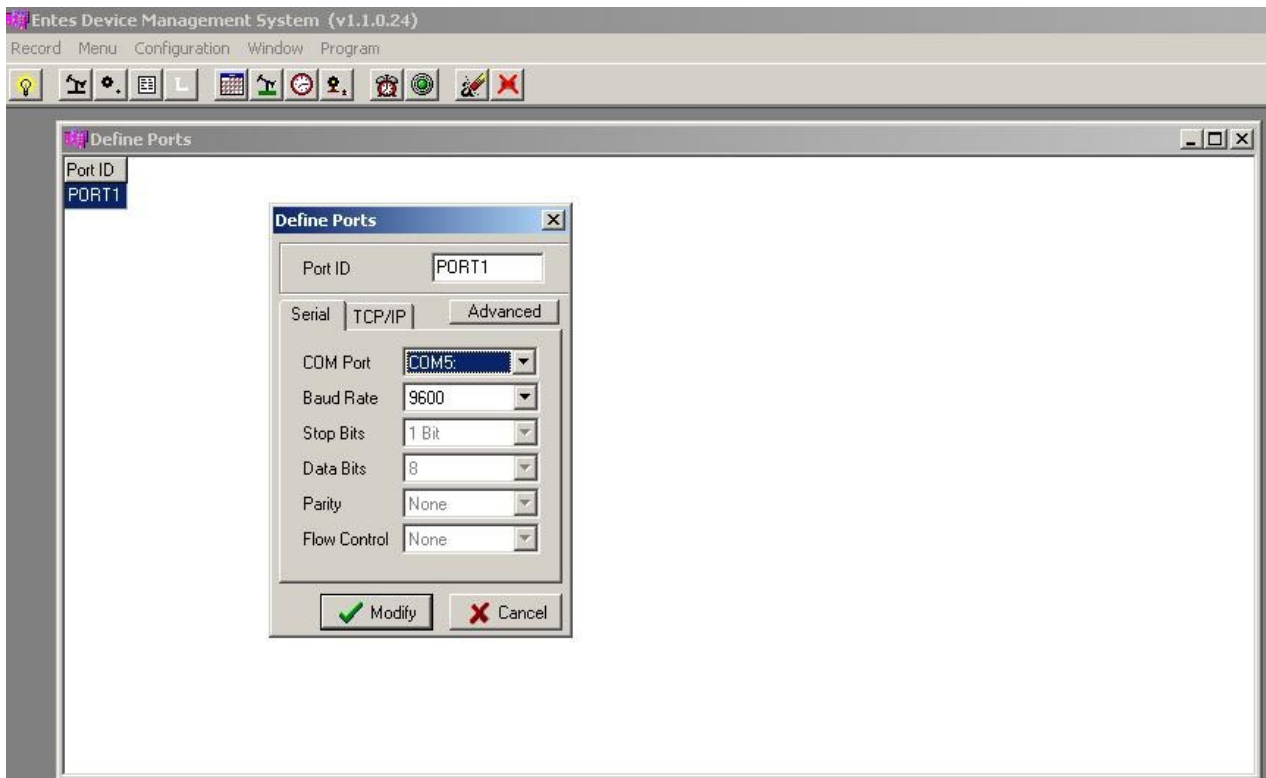 Entes Device Management System (v1.1.0.24)
Record Menu Configuration Window Program
Define Ports
Port ID
PORT1
Define Ports
Port ID PORT1
Serial TCP/IP Advanced
COM Port COM5:
Baud Rate 9600
Stop Bits 1 Bit
Data Bits 8
Parity None
Flow Control None
Modify Cancel